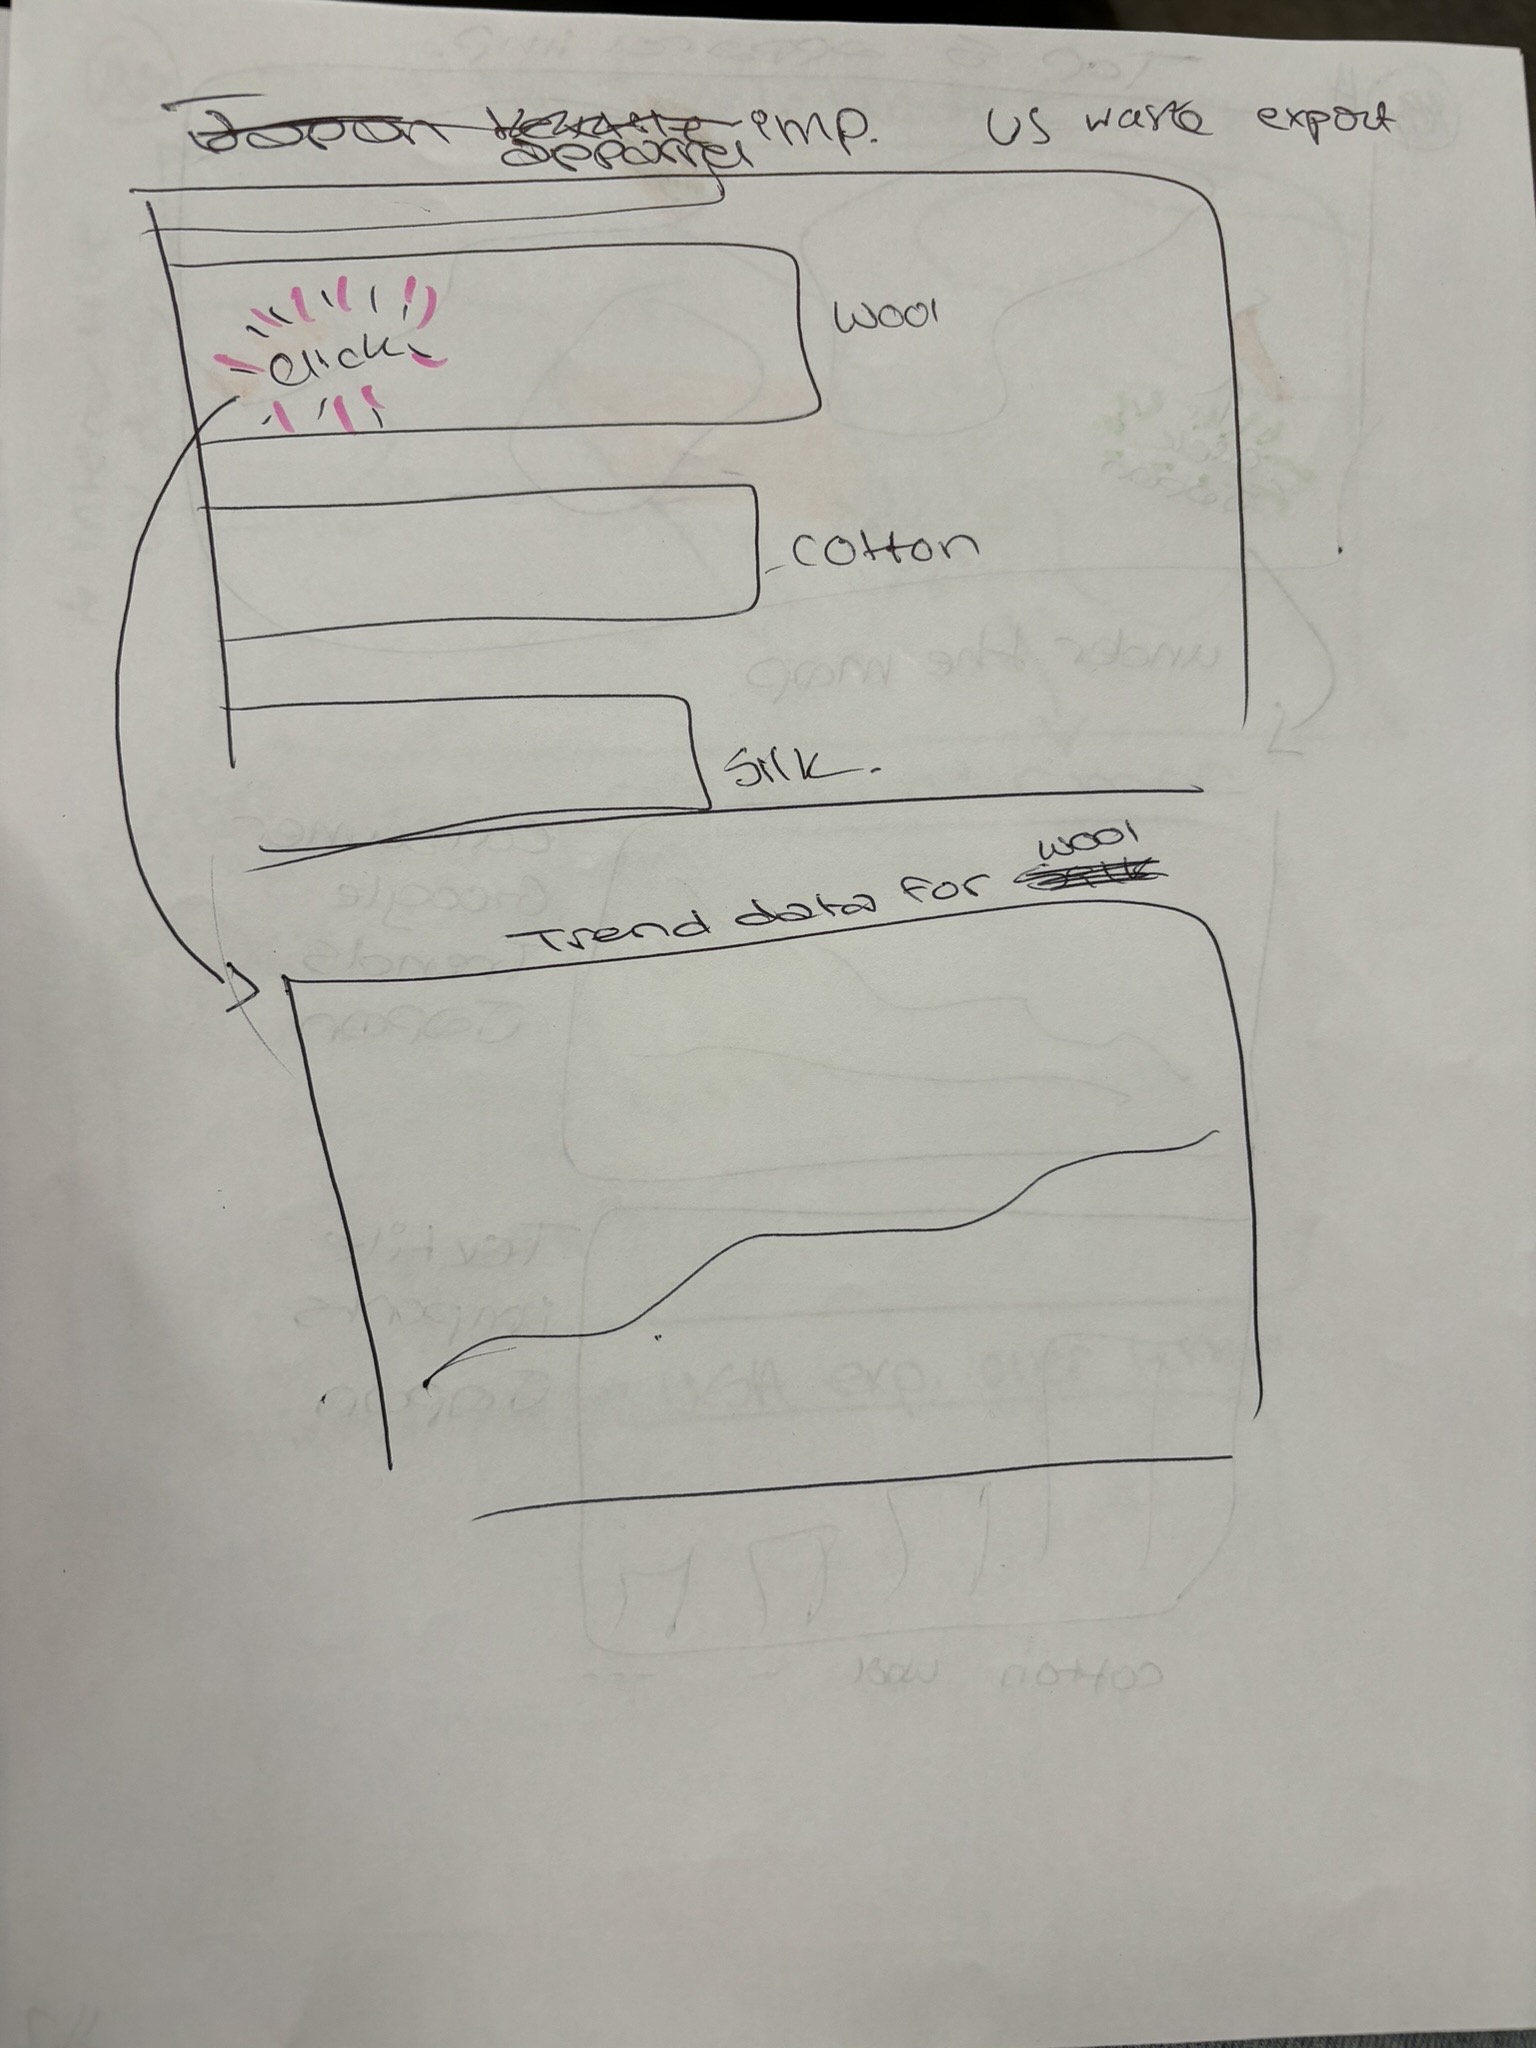 Japan Textile imp. US waste export
apparel
wool
click
cotton
Silk.
wool
Trend data for silk